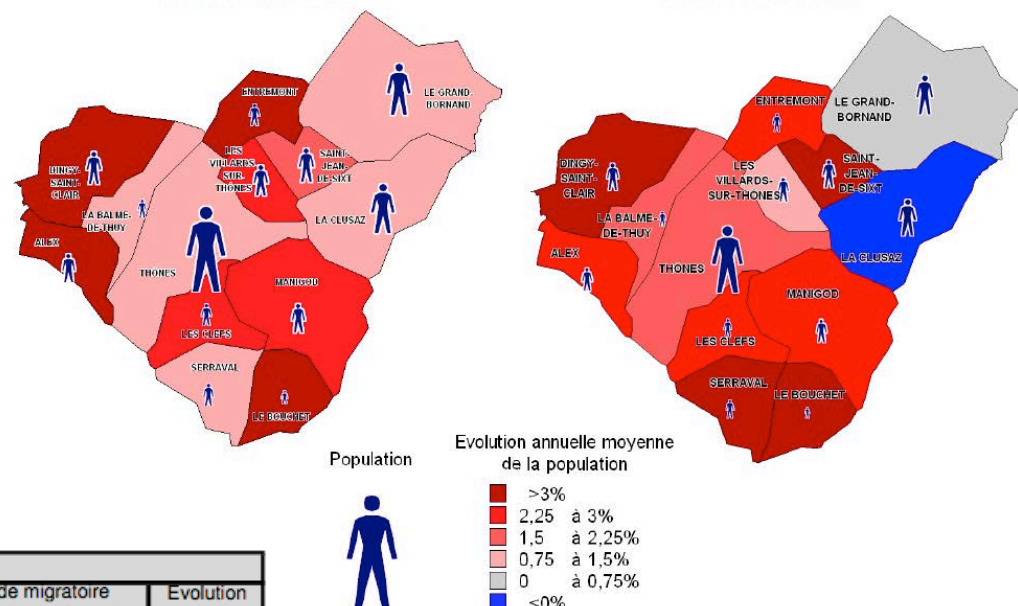 ENTREMONT
LE GRAND-
BORNAND
DINGY-
SAINT-
CLAIR
LES
VILLARDS
SUR-
THONES
SAINT-
JEAN-
DE-SIXT
LA BALME-
DE-THUY
LA CLUSAZ
ALEX
THONES
MANIGOD
LES CLEFS
SERRAVAL
LE BOUCHET
ENTREMONT
LE GRAND-
BORNAND
DINGY-
SAINT-
CLAIR
LES
VILLARDS-
SUR-THONES
SAINT-
JEAN-
DE-SIXT
LA BALME-
DE-THUY
ALEX
THONES
LA CLUSAZ
MANIGOD
LES CLEFS
SERRAVAL
LE BOUCHET
Population
Evolution annuelle moyenne
de la population
>3%
2,25 à 3%
1,5 à 2,25%
0,75 à 1,5%
0 à 0,75%
<0%
de migratoire
Evolution